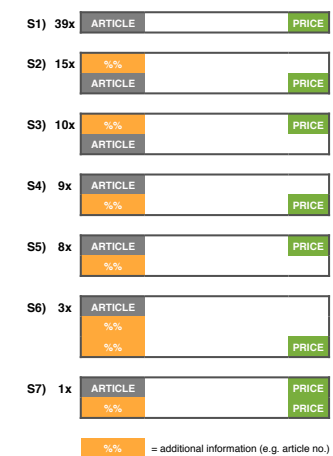 S1) 39x ARTICLE PRICE
S2) 15x %%
ARTICLE PRICE
S3) 10x %% PRICE
ARTICLE
S4) 9x ARTICLE
%% PRICE
S5) 8x ARTICLE PRICE
%%
S6) 3x ARTICLE
%%
%% PRICE
S7) 1x ARTICLE PRICE
%% PRICE
%% = additional information (e.g. article no.)